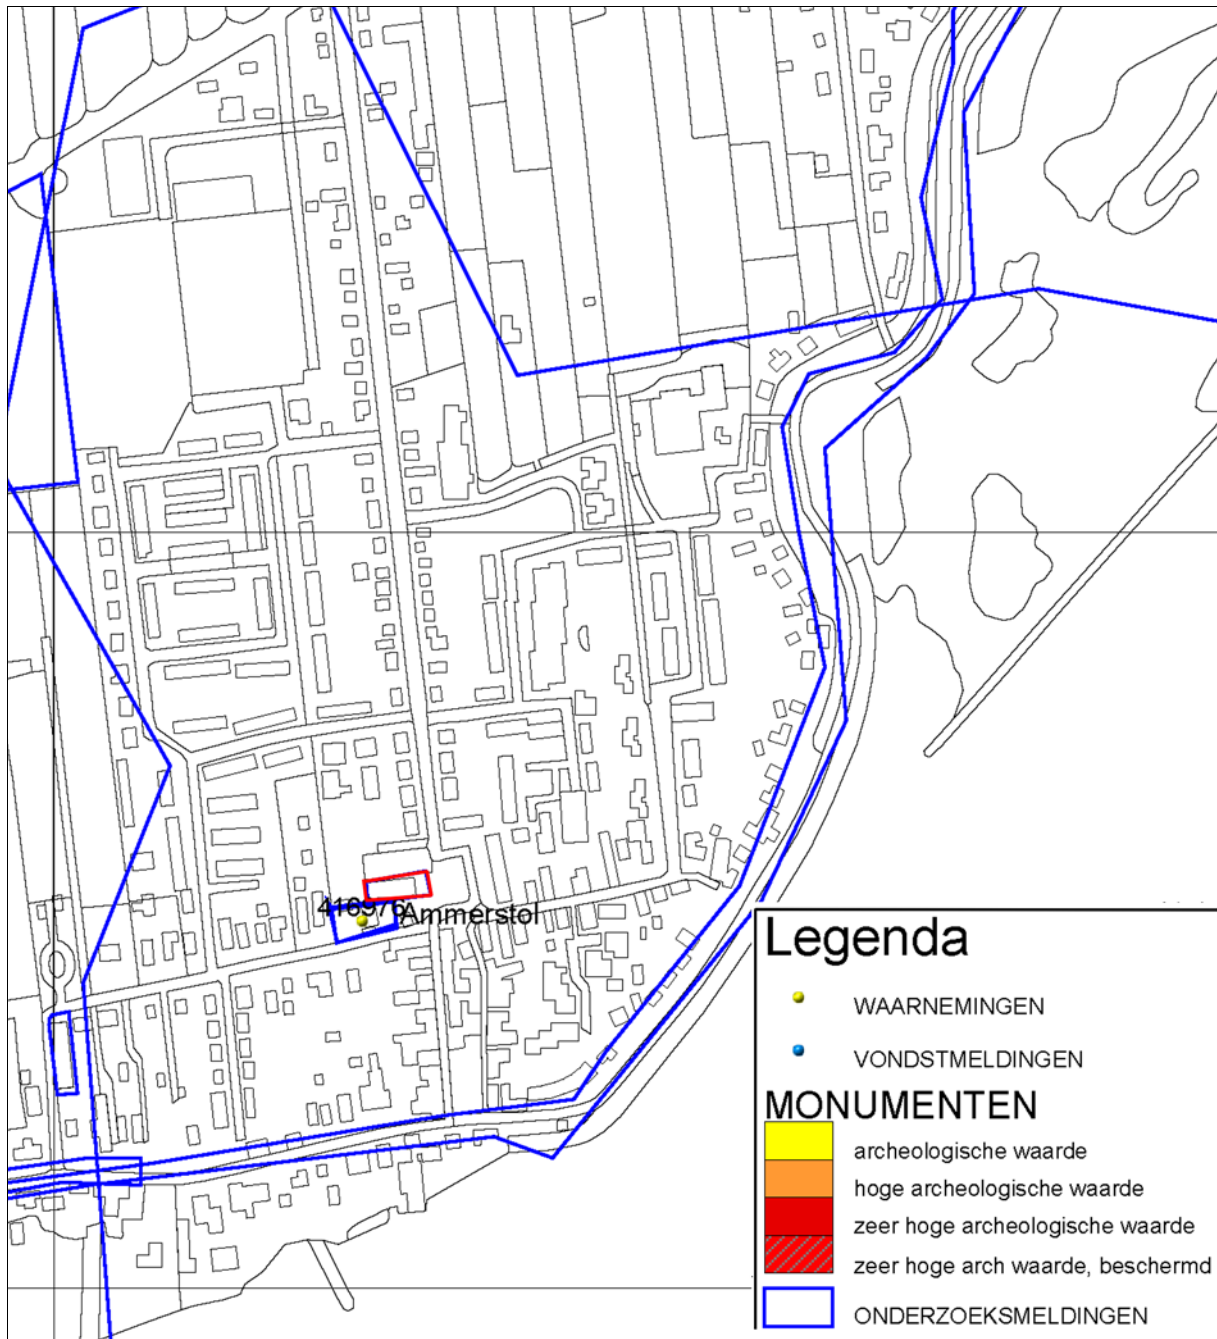 418976
Ammerstol
Legenda
WAARNEMINGEN
VONDSTMELDINGEN
MONUMENTEN
archeologische waarde
hoge archeologische waarde
zeer hoge archeologische waarde
zeer hoge arch waarde, beschermd
ONDERZOEKSMELDINGEN